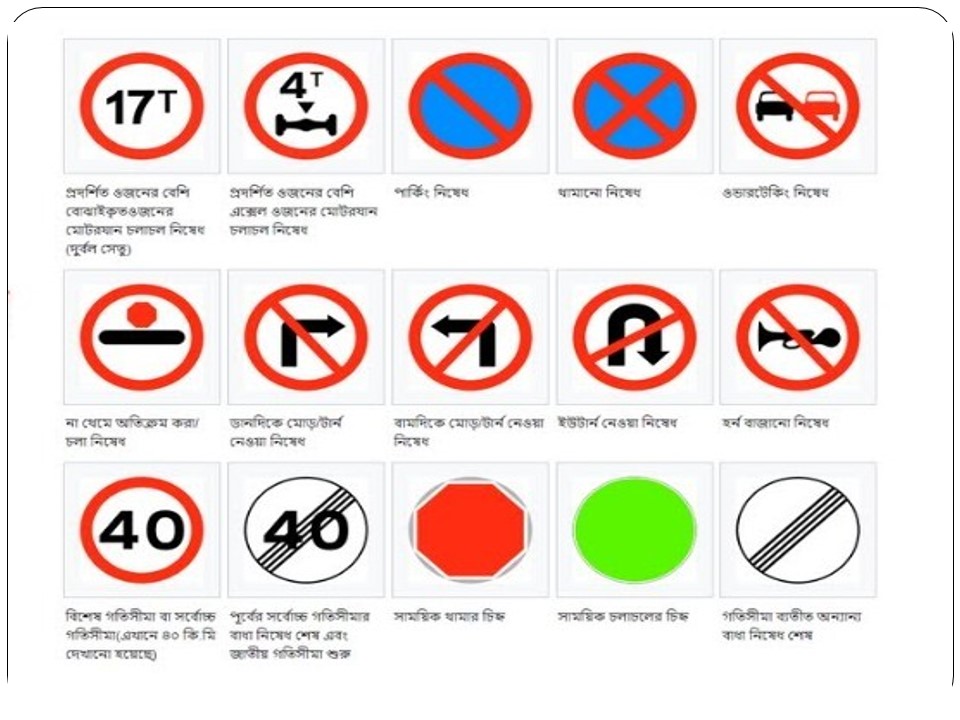 17T
4T
প্রদর্শিত ওজনের বেশি
বোঝাইকৃতওজনের
মোটরযান চলাচল নিষেধ
(দুর্বল সেতু)
প্রদর্শিত ওজনের বেশি
এক্সেল ওজনের মোটরযান
চলাচল নিষেধ
পার্কিং নিষেধ
থামানো নিষেধ
ওভারটেকিং নিষেধ
না থেমে অতিক্রম করা/
চলা নিষেধ
ডানদিকে মোড়/টার্ন
নেওয়া নিষেধ
বামদিকে মোড়/টার্ন নেওয়া
নিষেধ
ইউটার্ন নেওয়া নিষেধ
হর্ন বাজানো নিষেধ
40
40
বিশেষ গতিসীমা বা সর্বোচ্চ
গতিসীমা(এখানে ৪০ কি.মি
দেখানো হয়েছে)
পূর্বের সর্বোচ্চ গতিসীমার
বাধা নিষেধ শেষ এবং
জাতীয় গতিসীমা শুরু
সাময়িক থামার চিহ্ন
সাময়িক চলাচলের চিহ্ন
গতিসীমা ব্যতীত অন্যান্য
বাধা নিষেধ শেষ